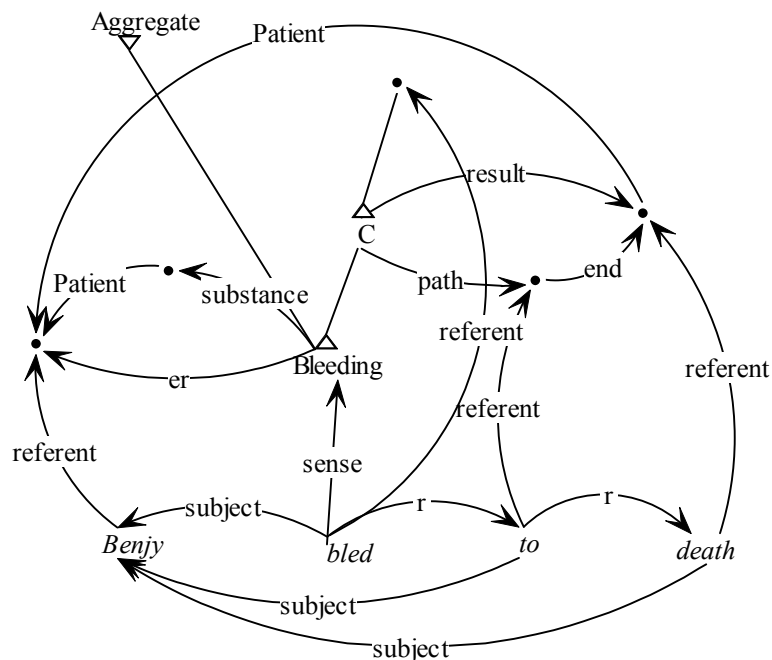 Aggregate
Patient
result
C
end
path
Patient
substance
referent
Bleeding
er
referent
referent
referent
sense
subject
r
r
Benjy
bled
to
death
subject
subject